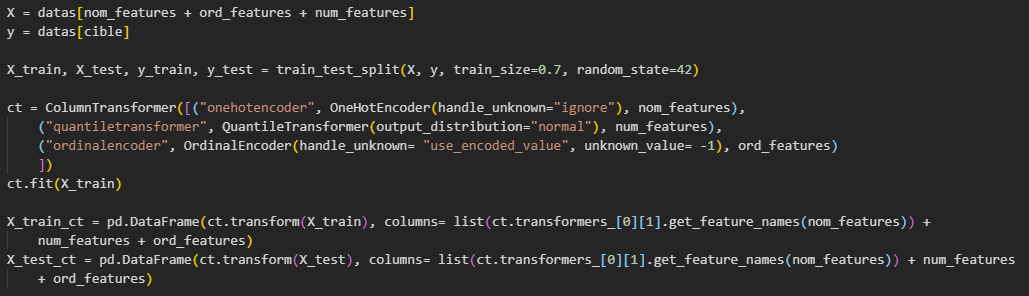 X = datas[nom_features + ord_features + num_features]
y = datas[cible]
X_train, X_test, y_train, y_test = train_test_split(X, y, train_size=0.7, random_state=42)
ct = ColumnTransformer([("onehotencoder", OneHotEncoder(handle_unknown="ignore"), nom_features),
("quantiletransformer", QuantileTransformer(output_distribution="normal"), num_features),
("ordinalencoder", OrdinalEncoder(handle_unknown= "use_encoded_value", unknown_value= -1), ord_features)
])
ct.fit(X_train)
X_train_ct = pd.DataFrame(ct.transform(X_train), columns= list(ct.transformers_[0][1].get_feature_names(nom_features)) +
num_features + ord_features)
X_test_ct = pd.DataFrame(ct.transform(X_test), columns= list(ct.transformers_[0][1].get_feature_names(nom_features)) + num_features
+ ord_features)